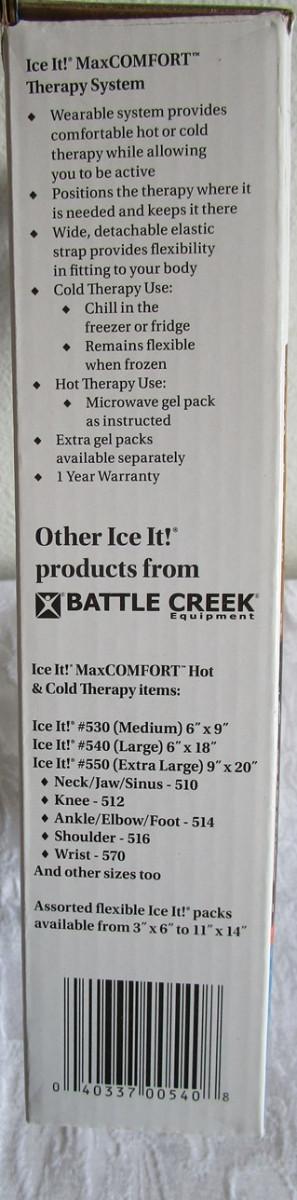 Ice It!® MaxCOMFORT™
Therapy System
◆ Wearable system provides
comfortable hot or cold
therapy while allowing
you to be active
◆ Positions the therapy where it
is needed and keeps it there
◆ Wide, detachable elastic
strap provides flexibility
in fitting to your body
◆ Cold Therapy Use:
◆ Chill in the
freezer or fridge
◆ Remains flexible
when frozen
◆ Hot Therapy Use:
◆ Microwave gel pack
as instructed
◆ Extra gel packs
available separately
◆ 1 Year Warranty
Other Ice It!®
products from
BATTLE CREEK®
Equipment
Ice It!® MaxCOMFORT™ Hot
& Cold Therapy items:
Ice It!® #530 (Medium) 6″ x 9″
Ice It!® #540 (Large) 6″ x 18″
Ice It!® #550 (Extra Large) 9″ x 20″
◆ Neck/Jaw/Sinus - 510
◆ Knee - 512
◆ Ankle/Elbow/Foot - 514
◆ Shoulder - 516
◆ Wrist - 570
And other sizes too
Assorted flexible Ice It!® packs
available from 3″ x 6″ to 11″ x 14″
0 40337 00540 8